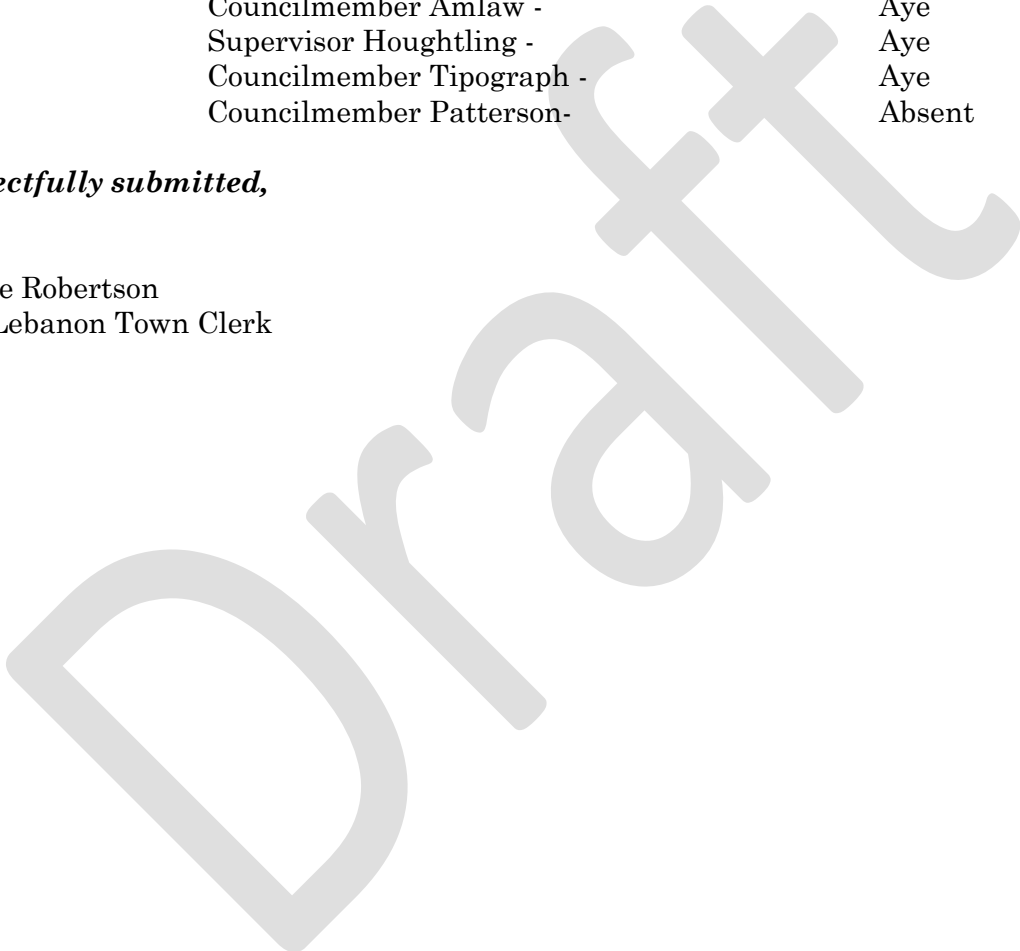 Councilmember Amlaw - Aye
Supervisor Houghtling - Aye
Councilmember Tipograph - Aye
Councilmember Patterson- Absent
ectfully submitted,
e Robertson
Lebanon Town Clerk
Draft